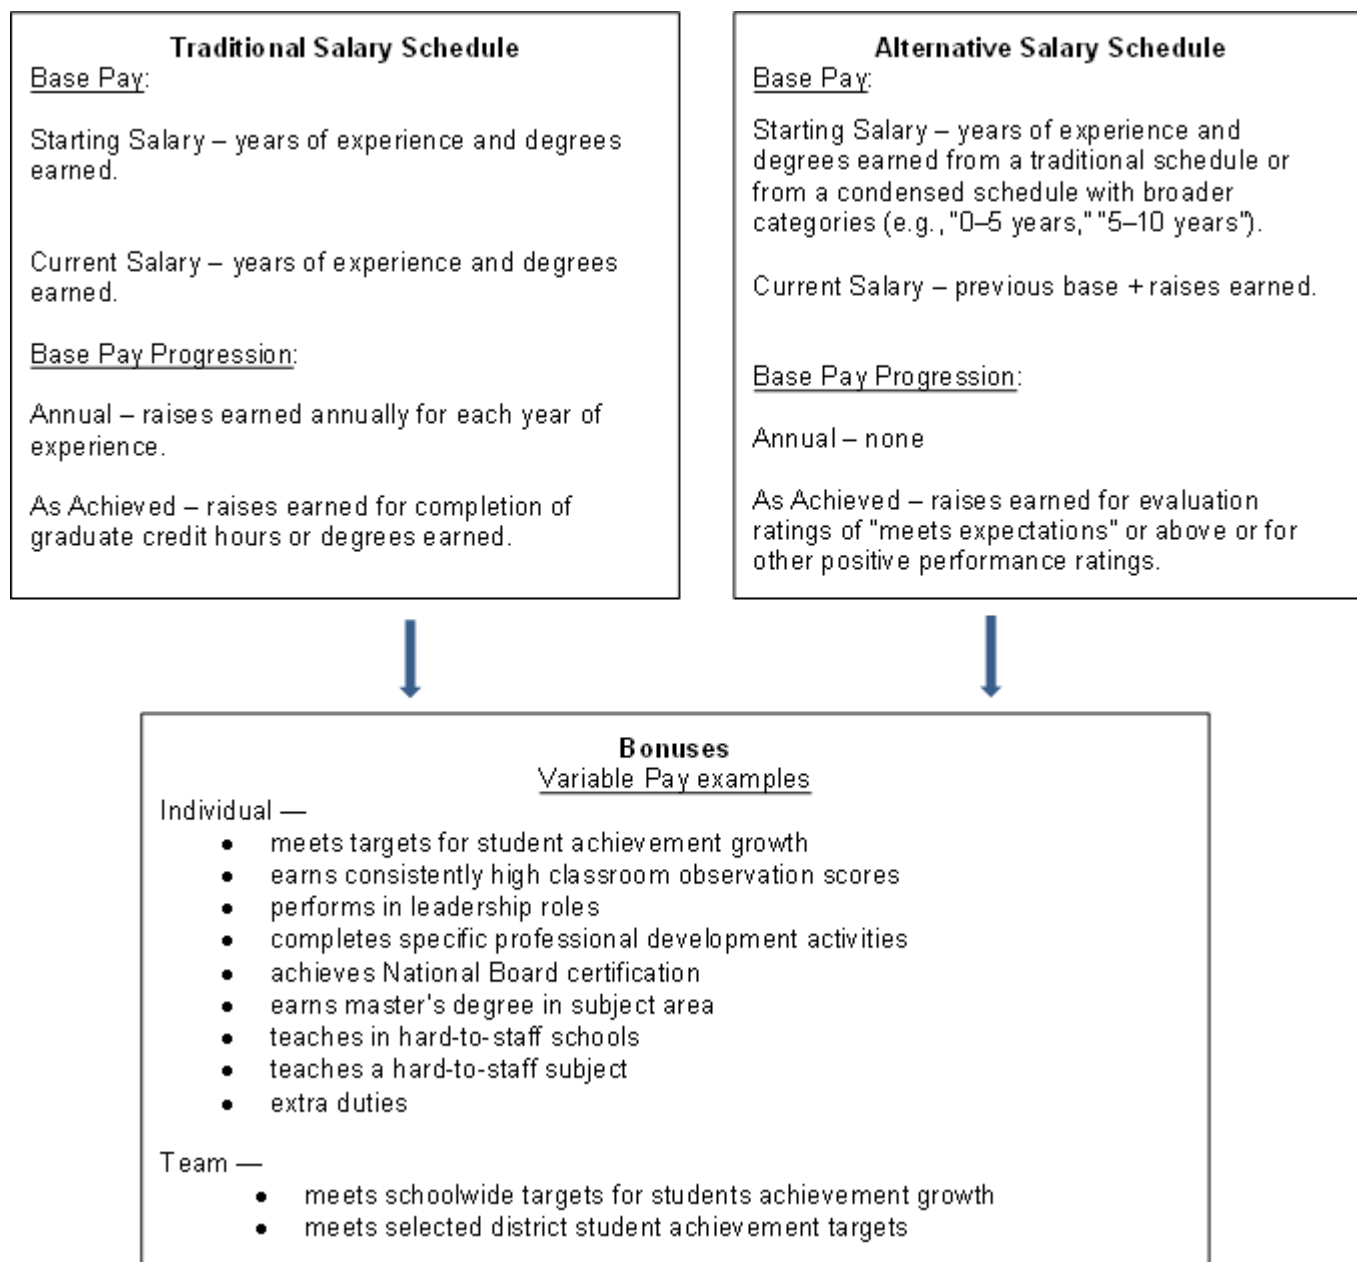 Traditional Salary Schedule
Base Pay:
Starting Salary – years of experience and degrees
earned.
Current Salary – years of experience and degrees
earned.
Base Pay Progression:
Annual – raises earned annually for each year of
experience.
As Achieved – raises earned for completion of
graduate credit hours or degrees earned.
Alternative Salary Schedule
Base Pay:
Starting Salary – years of experience and
degrees earned from a traditional schedule or
from a condensed schedule with broader
categories (e.g., "0–5 years," "5–10 years").
Current Salary – previous base + raises earned.
Base Pay Progression:
Annual – none
As Achieved – raises earned for evaluation
ratings of "meets expectations" or above or for
other positive performance ratings.
Bonuses
Variable Pay examples
Individual —
● meets targets for student achievement growth
● earns consistently high classroom observation scores
● performs in leadership roles
● completes specific professional development activities
● achieves National Board certification
● earns master's degree in subject area
● teaches in hard-to-staff schools
● teaches a hard-to-staff subject
● extra duties
Team —
● meets schoolwide targets for students achievement growth
● meets selected district student achievement targets